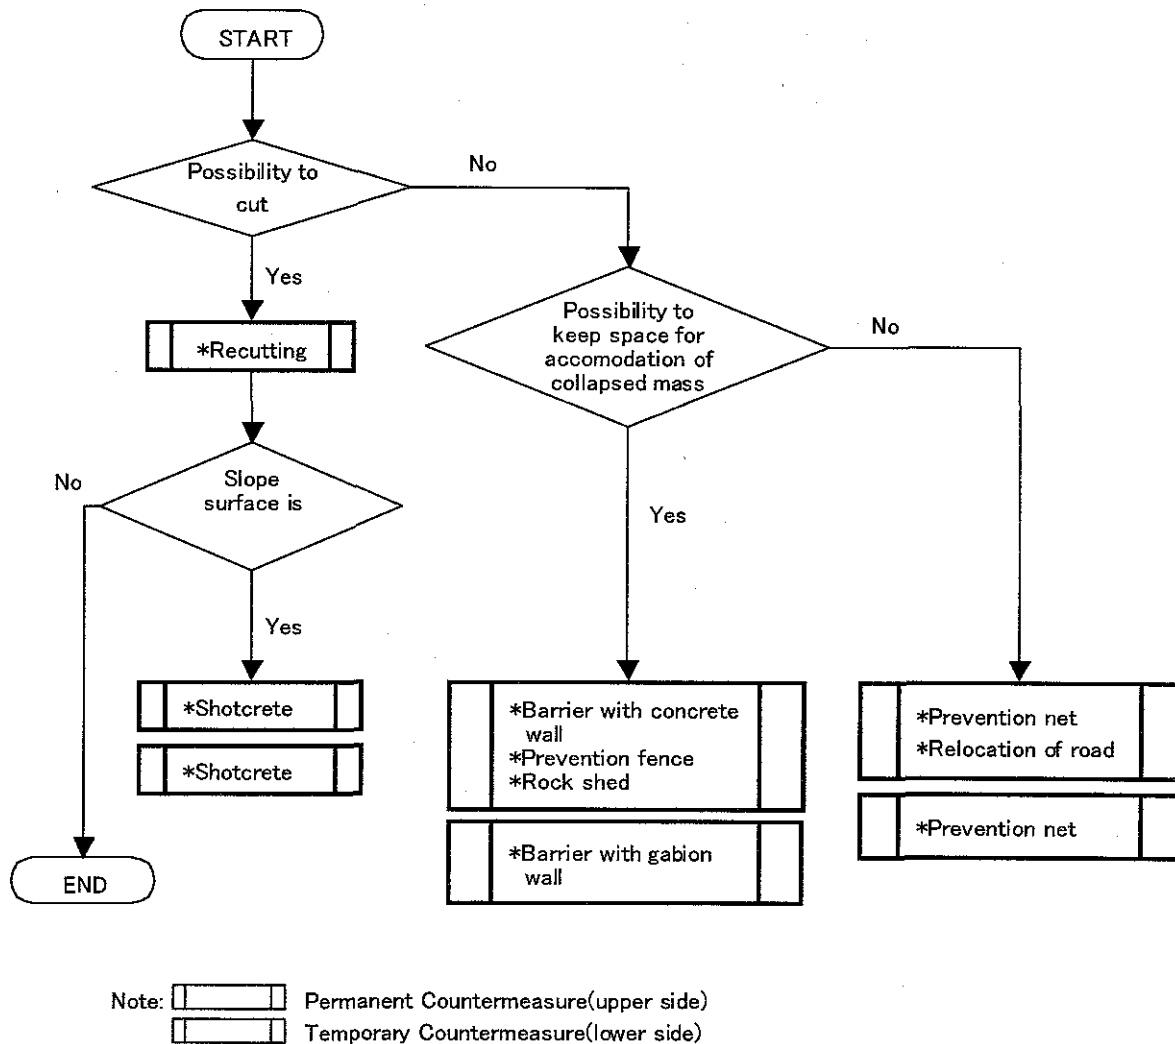 START
Possibility to
cut
No
Yes
*Recutting
Possibility to
keep space for
accomodation of
collapsed mass
No
Slope
surface is
No
Yes
Yes
*Shotcrete
*Shotcrete
*Barrier with concrete
wall
*Prevention fence
*Rock shed
*Barrier with gabion
wall
*Prevention net
*Relocation of road
*Prevention net
END
Note:
Permanent Countermeasure(upper side)
Temporary Countermeasure(lower side)